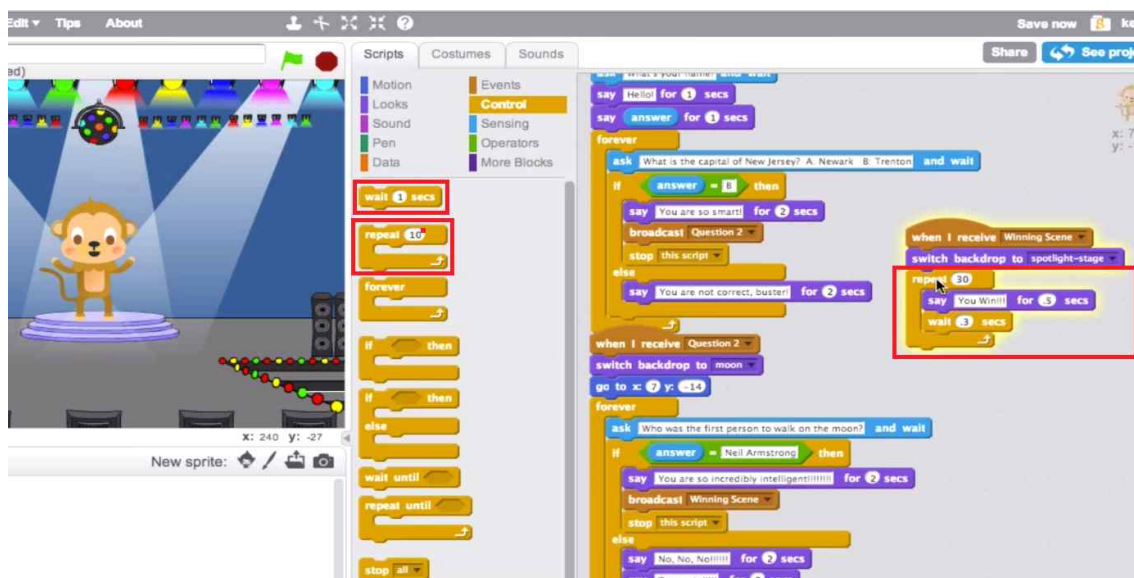 Edit Tips About
Save now
Share See proj
ed)
Scripts Costumes Sounds
Motion Events
Looks Control
Sound Sensing
Pen Operators
Data More Blocks
wait 1 secs
repeat 10
forever
if then
if then
else
wait until
repeat until
stop all
x: 240 y: -27
New sprite:
ask What's your name? and wait
say Hello! for 1 secs
say answer for 1 secs
forever
ask What is the capital of New Jersey? A. Newark B. Trenton and wait
if answer = B then
say You are so smart! for 2 secs
broadcast Question 2
stop this script
else
say You are not correct, buster! for 2 secs
when I receive Question 2
switch backdrop to moon
go to x: 7 y: -14
forever
ask Who was the first person to walk on the moon? and wait
if answer = Neil Armstrong then
say You are so incredibly intelligent!!!!!!!! for 2 secs
broadcast Winning Scene
stop this script
else
say No, No, No!!!!!! for 2 secs
when I receive Winning Scene
switch backdrop to spotlight-stage
repeat 30
say You Win!!! for .5 secs
wait .3 secs
x: 7
y: -